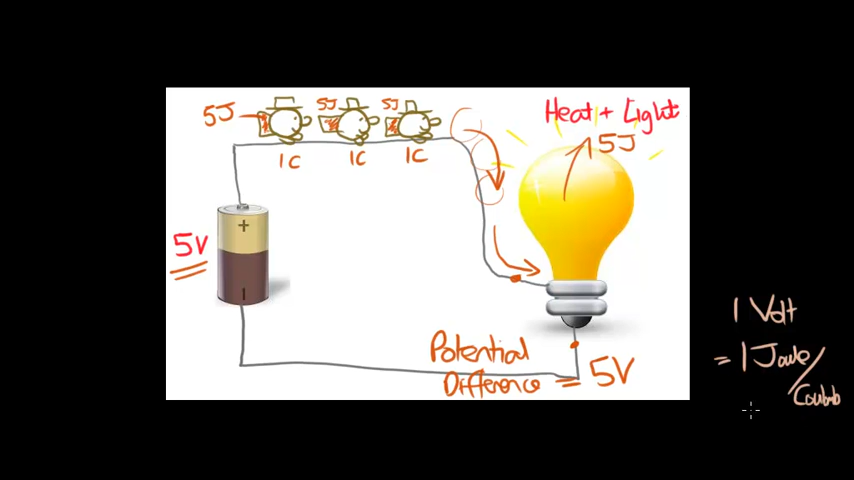 5J 5J 5J
1C 1C 1C
Heat + Light
5J
+
5V
Potential
Difference = 5V
1 Volt
= 1 Joule/
Coulomb